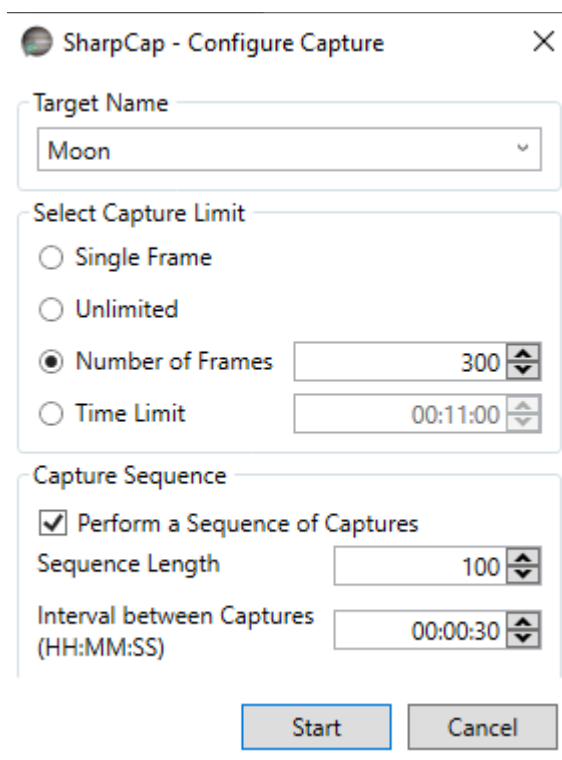 SharpCap - Configure Capture
Target Name
Moon
Select Capture Limit
Single Frame
Unlimited
Number of Frames 300
Time Limit 00:11:00
Capture Sequence
Perform a Sequence of Captures
Sequence Length 100
Interval between Captures
(HH:MM:SS) 00:00:30
Start Cancel